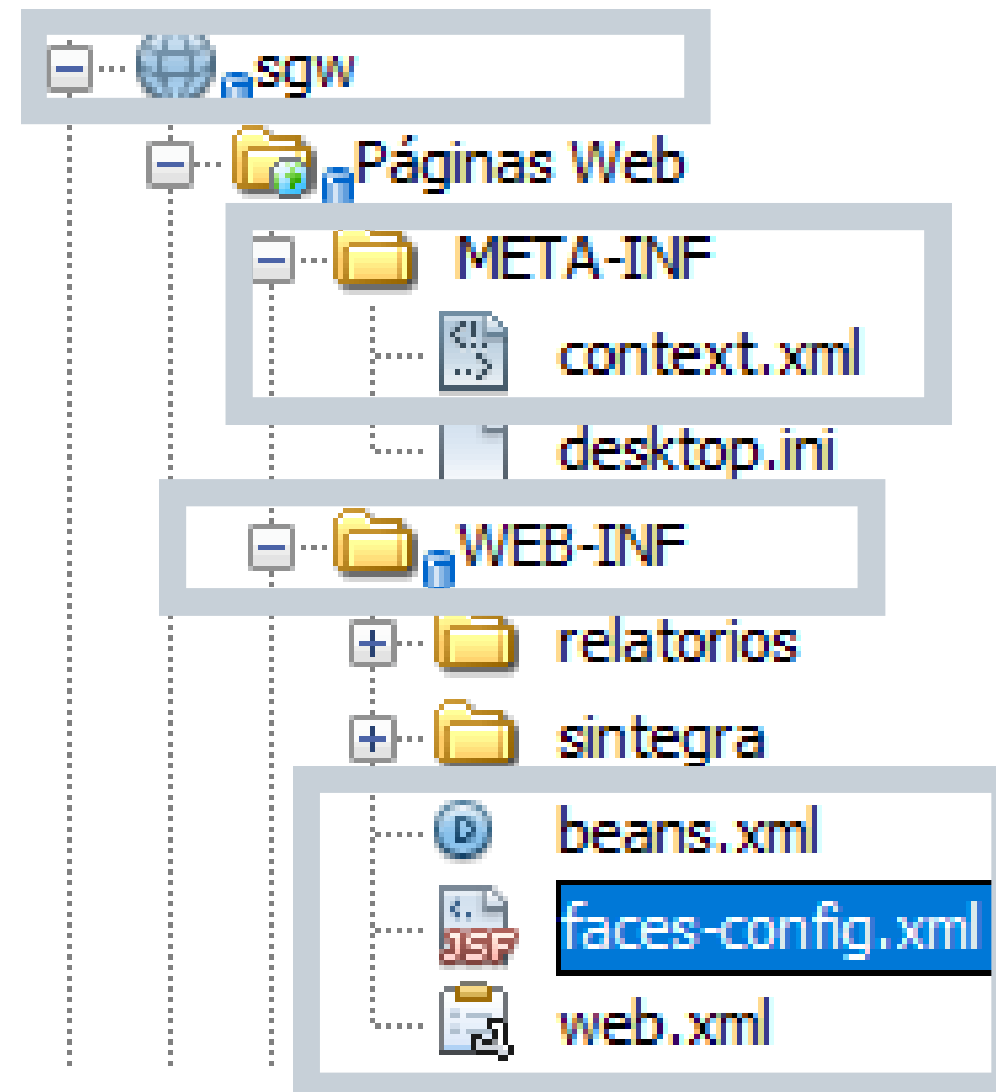 sgw
Páginas Web
META-INF
context.xml
desktop.ini
WEB-INF
relatorios
sintegra
beans.xml
faces-config.xml
JSF
web.xml